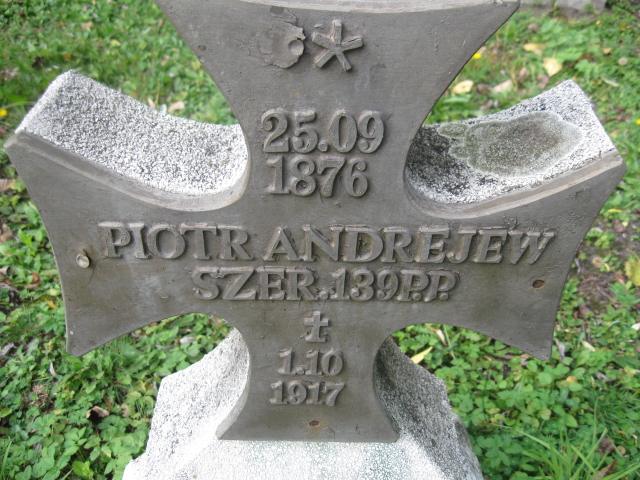 25.09
1876
PIOTR ANDREJEW
SZER. 139 P.P.
1.10
1917